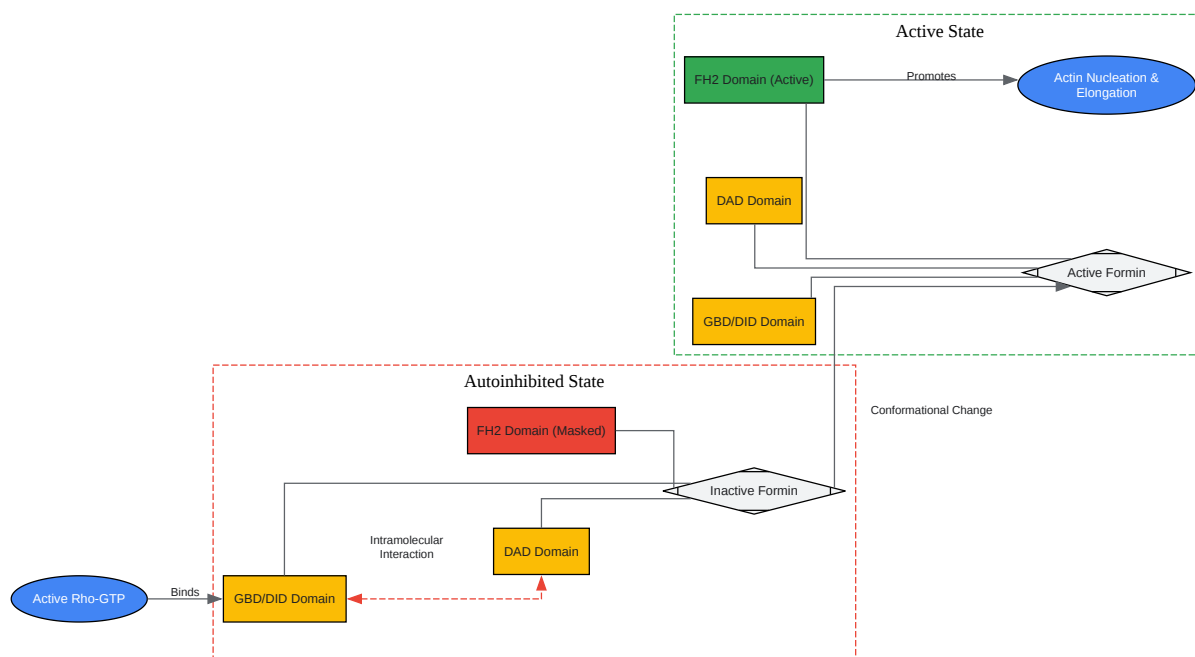 Active State
FH2 Domain (Active)
Promotes
Actin Nucleation &
Elongation
DAD Domain
Active Formin
GBD/DID Domain
Autoinhibited State
Conformational Change
FH2 Domain (Masked)
Inactive Formin
Intramolecular
Interaction
DAD Domain
Active Rho-GTP
Binds
GBD/DID Domain